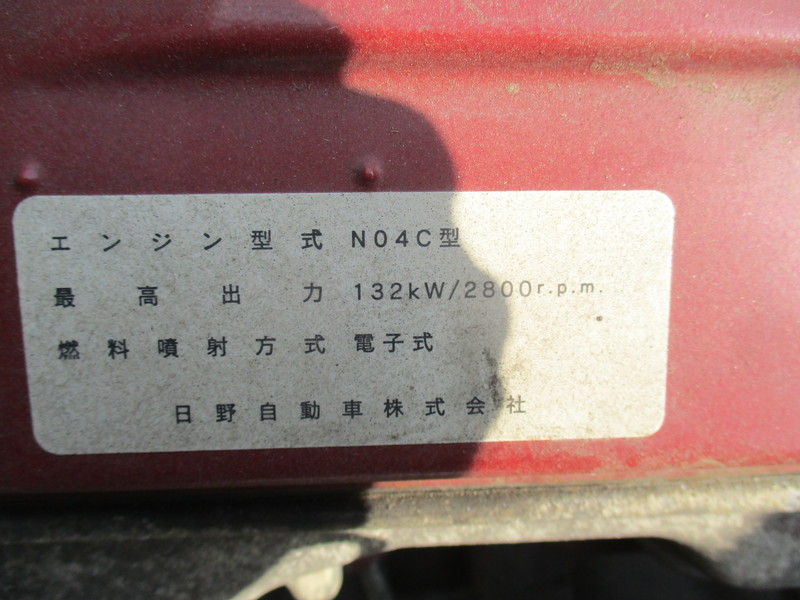 エンジン型式 N04C型
最高出力 132kW/2800r.p.m.
燃料噴射方式 電子式
日野自動車株式会社